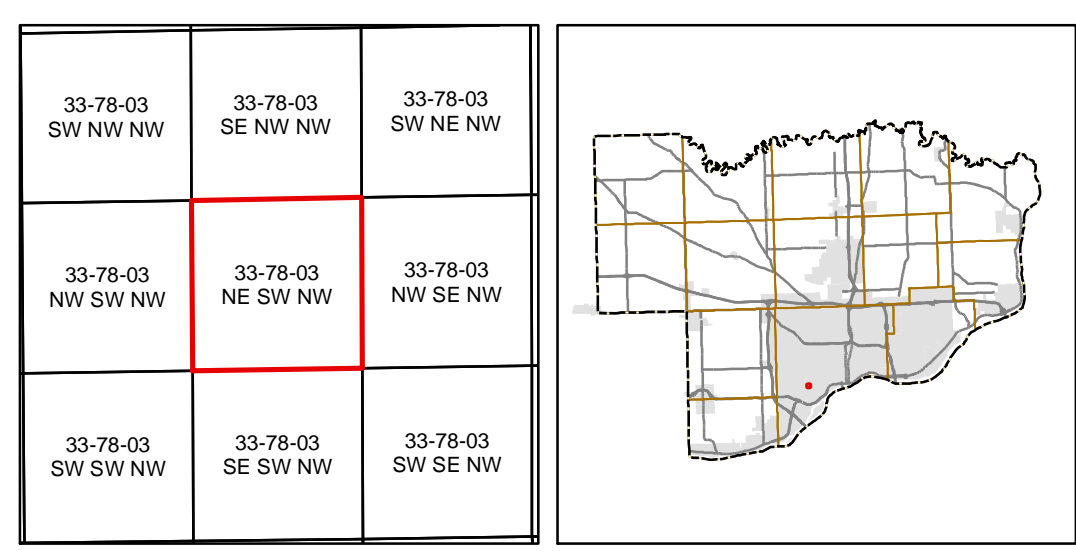 33-78-03
SW NW NW
33-78-03
SE NW NW
33-78-03
SW NE NW
33-78-03
NW SW NW
33-78-03
NE SW NW
33-78-03
NW SE NW
33-78-03
SW SW NW
33-78-03
SE SW NW
33-78-03
SW SE NW